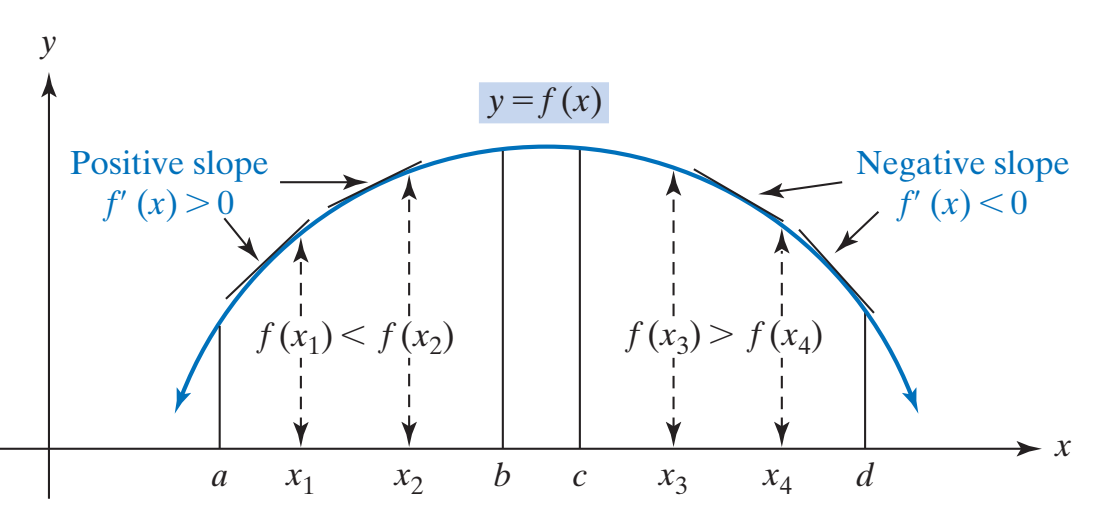 y
y = f (x)
Positive slope
f′ (x) > 0
Negative slope
f′ (x) < 0
f (x₁) < f (x₂)
f (x₃) > f (x₄)
x
a x₁ x₂ b c x₃ x₄ d